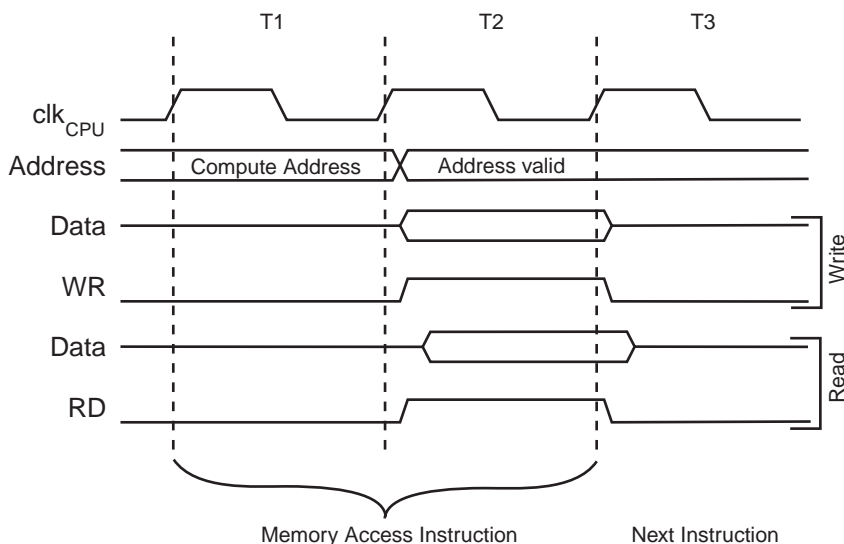 T1 T2 T3
clkCPU
Address Compute Address Address valid
Data
WR
Write
Data
RD
Read
Memory Access Instruction Next Instruction